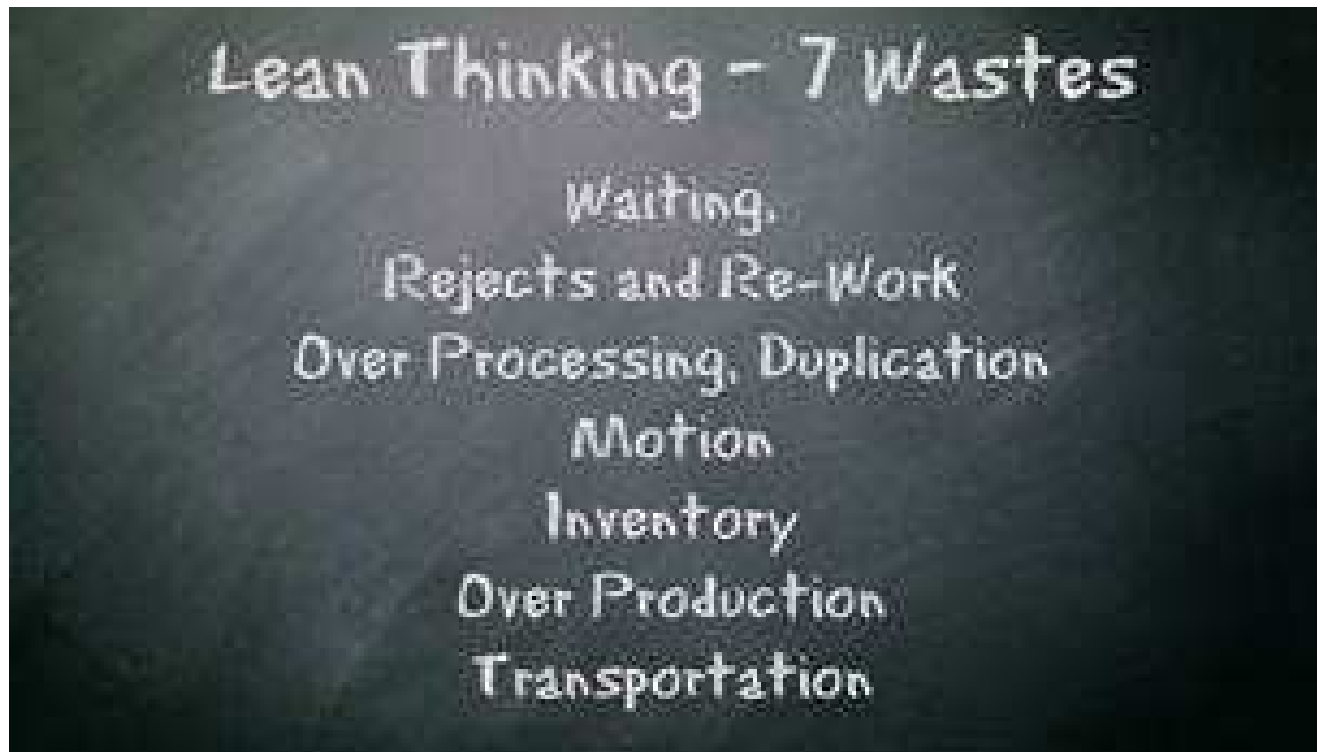 Lean Thinking - 7 Wastes
Waiting.
Rejects and Re-Work
Over Processing, Duplication
Motion
Inventory
Over Production
Transportation